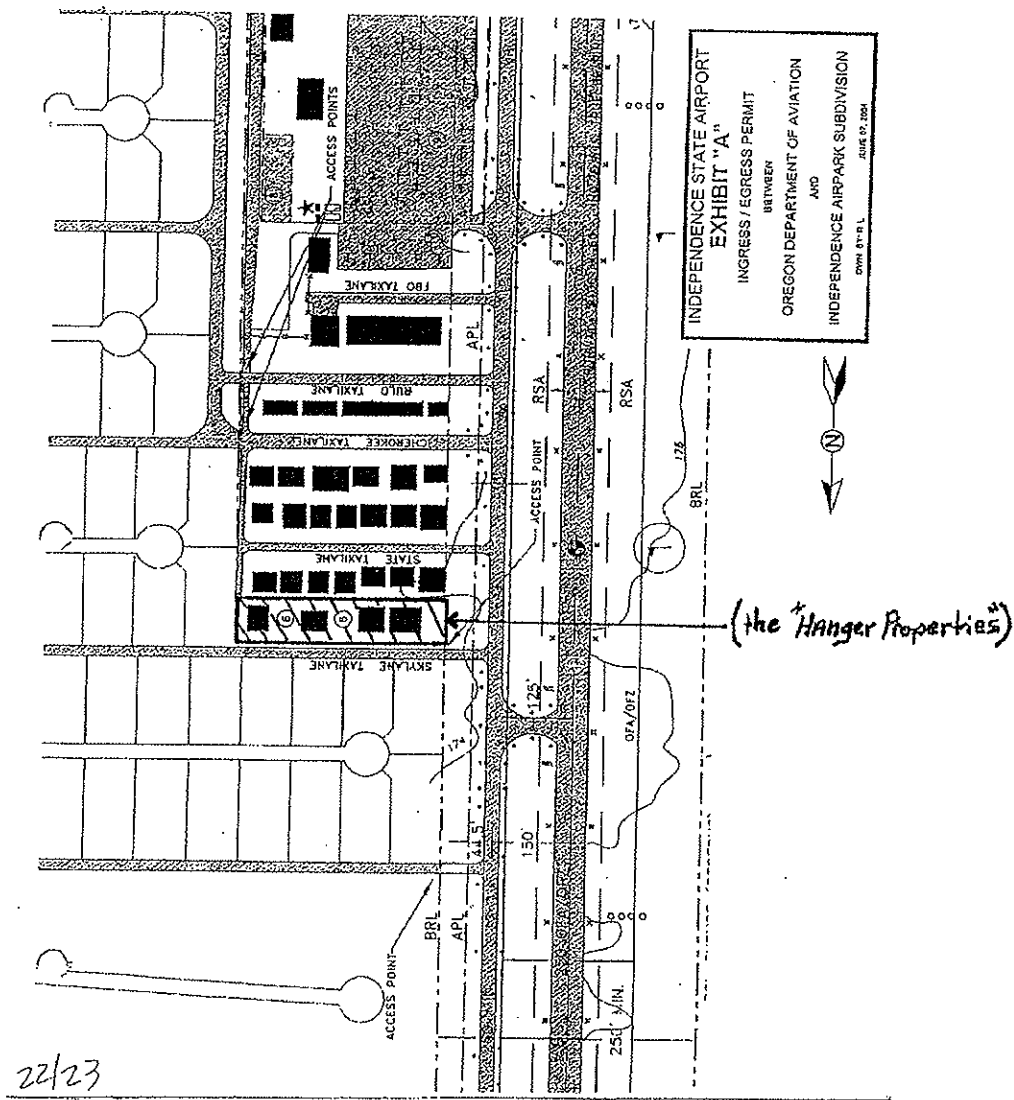 INDEPENDENCE STATE AIRPORT
EXHIBIT "A"
INGRESS / EGRESS PERMIT
BETWEEN
OREGON DEPARTMENT OF AVIATION
AND
INDEPENDENCE AIRPARK SUBDIVISION
DWN BY-R L
JUNE 07, 2001
N
ACCESS POINTS
FBO TAXILANE
APL
RULO TAXILANE
CHEROKEE TAXILANE
STATE TAXILANE
SKYLANE TAXILANE
RSA
RSA
ACCESS POINT
175
BRL
(the "Hanger Properties")
125'
174
OFA/OFZ
44.5'
150'
BRL
APL
ACCESS POINT
250' MIN.
22/23